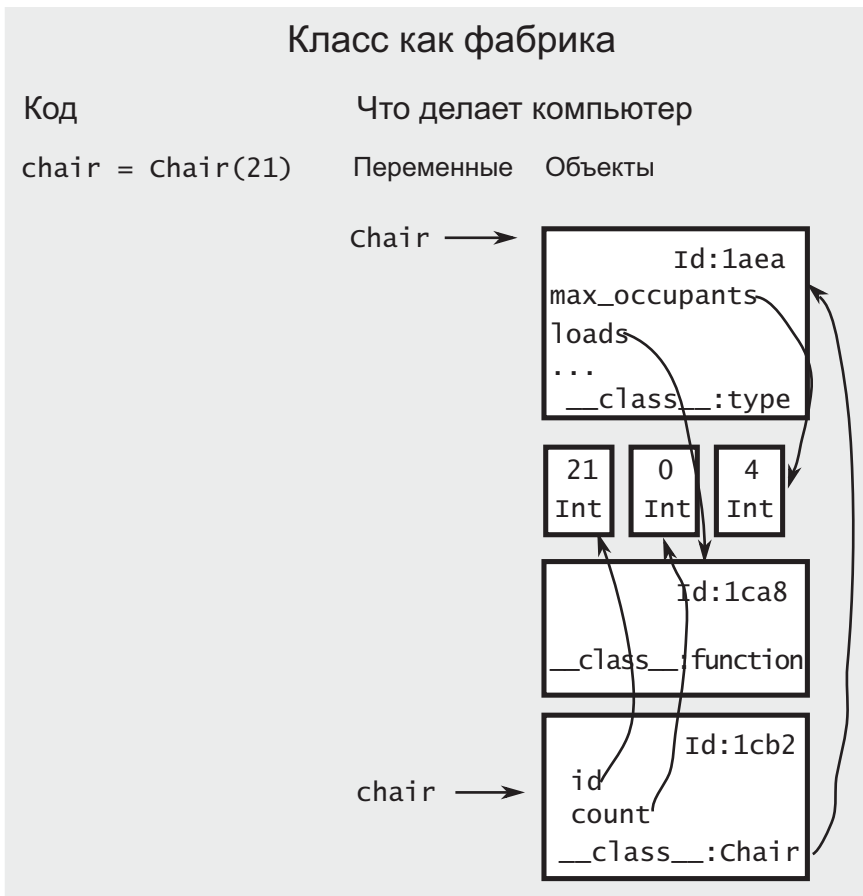 Класс как фабрика
Код
Что делает компьютер
chair = Chair(21)
Переменные
Объекты
Chair
Id:1aea
max_occupants
loads
...
__class__:type
21
Int
0
Int
4
Int
Id:1ca8
__class__:function
chair
Id:1cb2
id
count
__class__:Chair